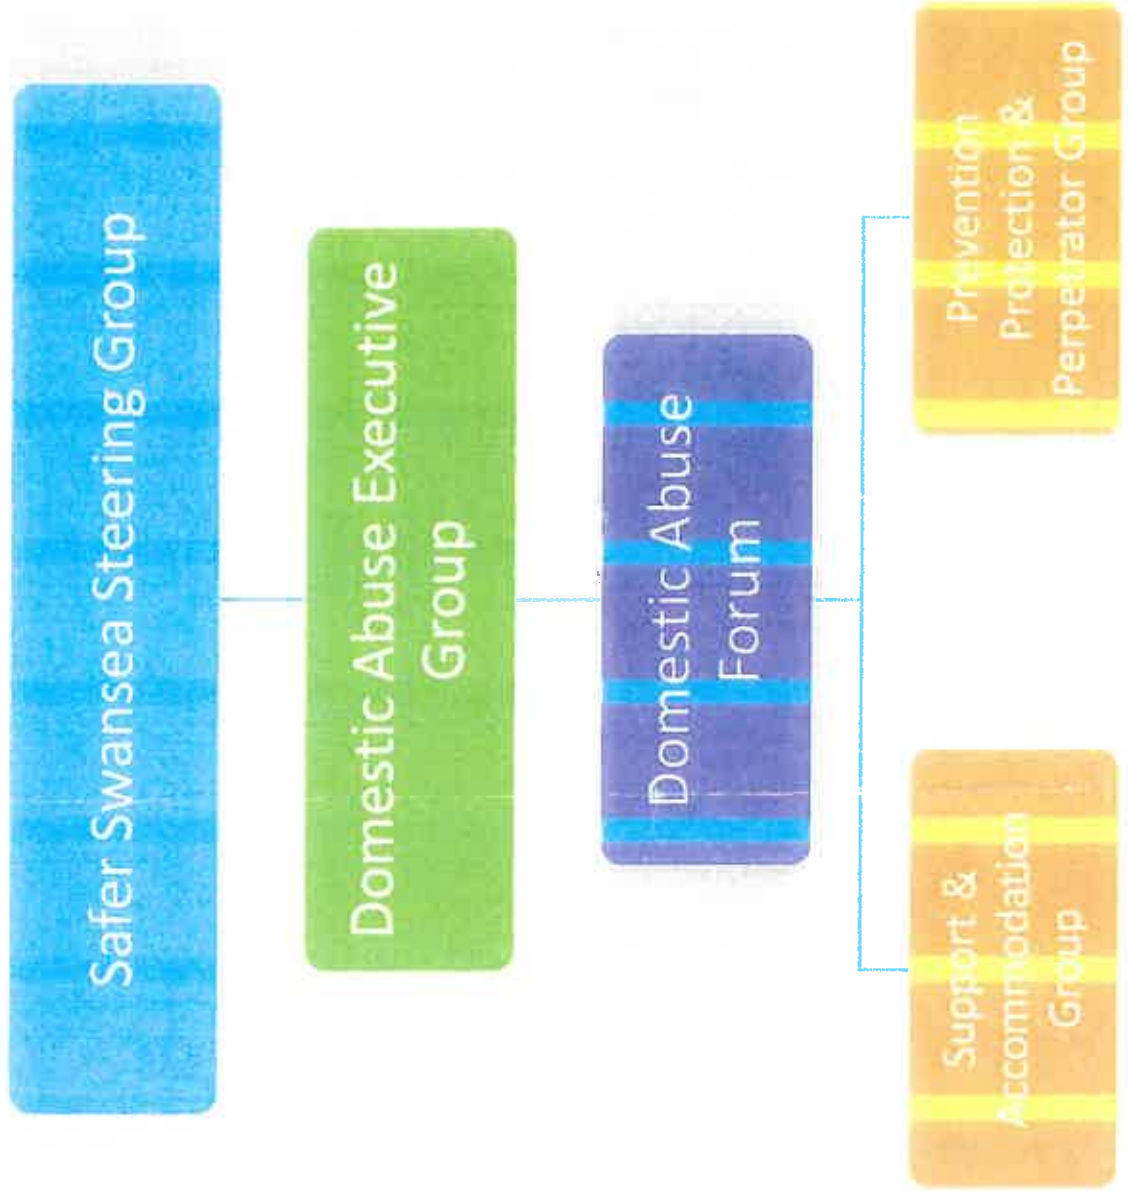 Safer Swansea Steering Group
Domestic Abuse Executive
Group
Domestic Abuse
Forum
Support &
Accommodation
Group
Prevention
Protection &
Perpetrator Group